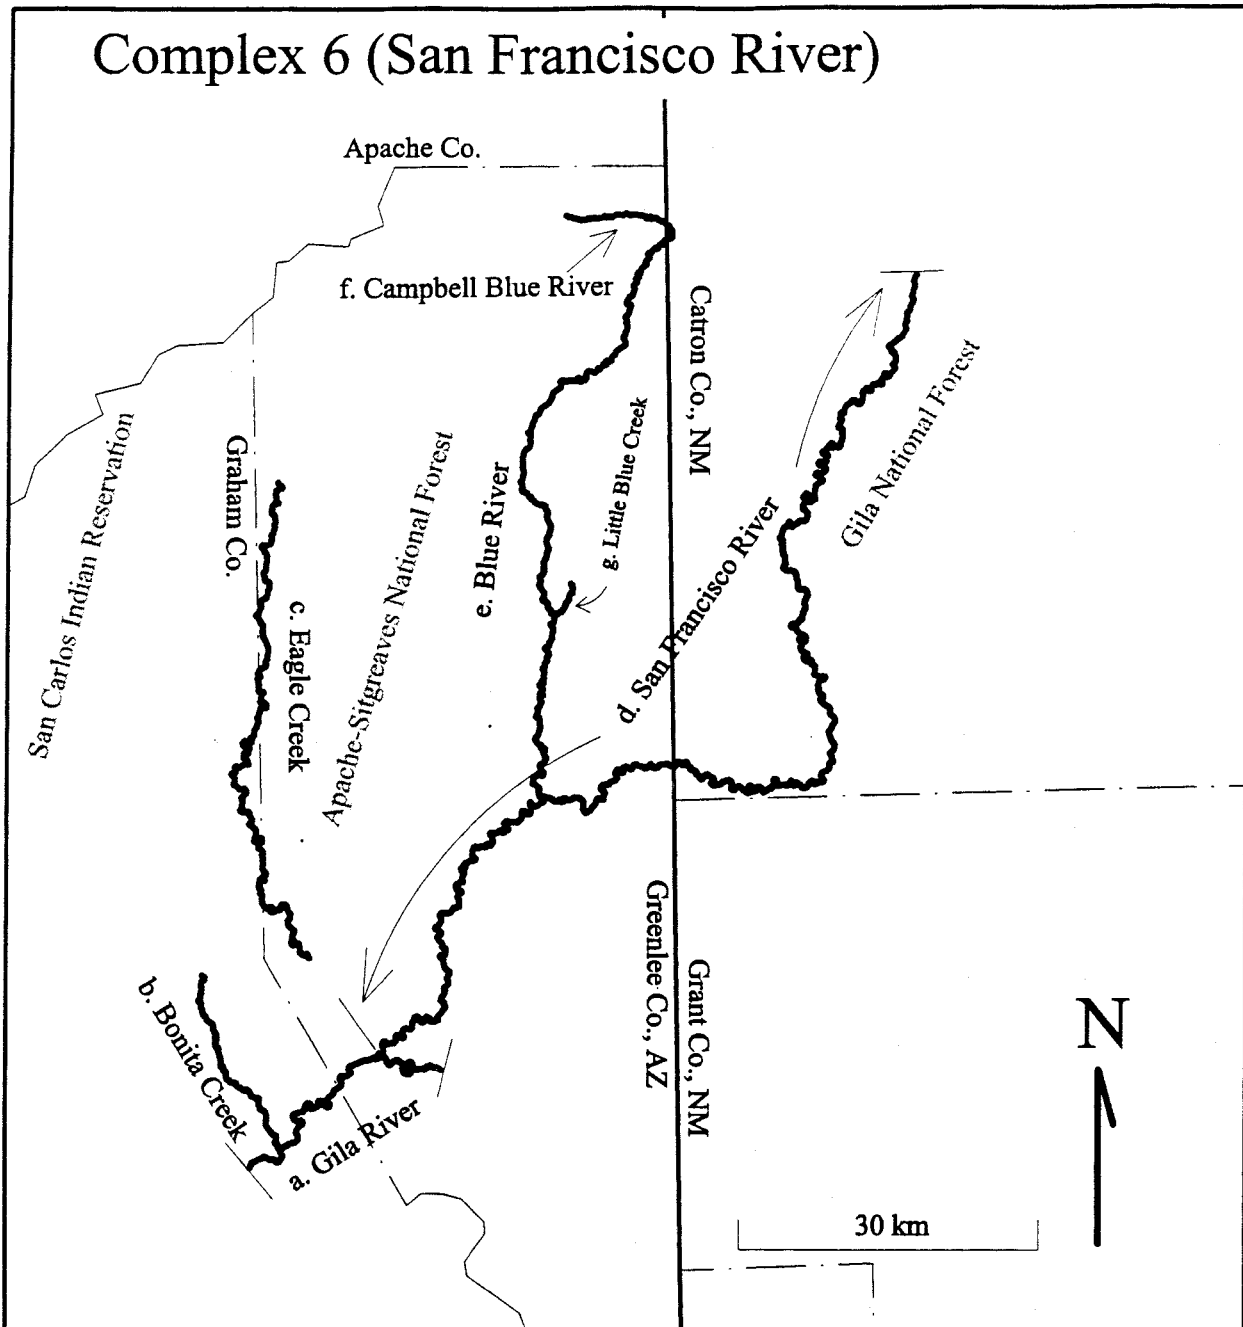 Complex 6 (San Francisco River)
Apache Co.
f. Campbell Blue River
Catron Co., NM
Gila National Forest
g. Little Blue Creek
San Carlos Indian Reservation
Graham Co.
Apache-Sitgreaves National Forest
e. Blue River
d. San Francisco River
c. Eagle Creek
Greenlee Co., AZ
Grant Co., NM
b. Bonita Creek
a. Gila River
N
30 km